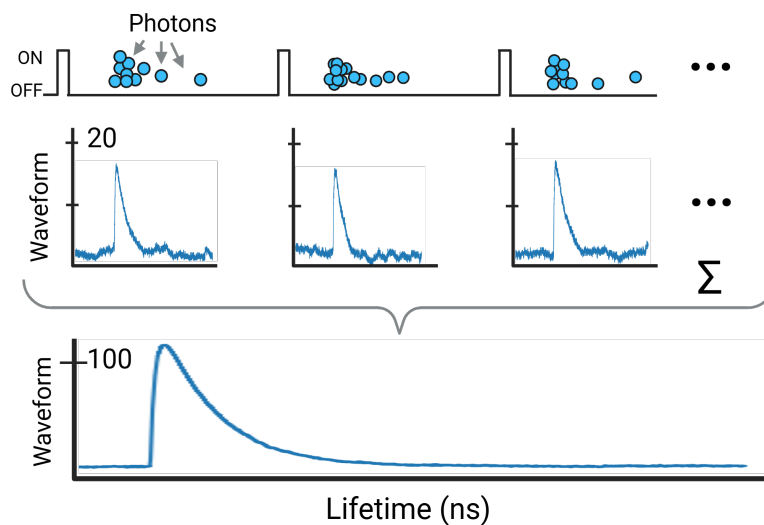 Photons
ON
OFF
•••
20
Waveform
•••
Σ
100
Waveform
Lifetime (ns)